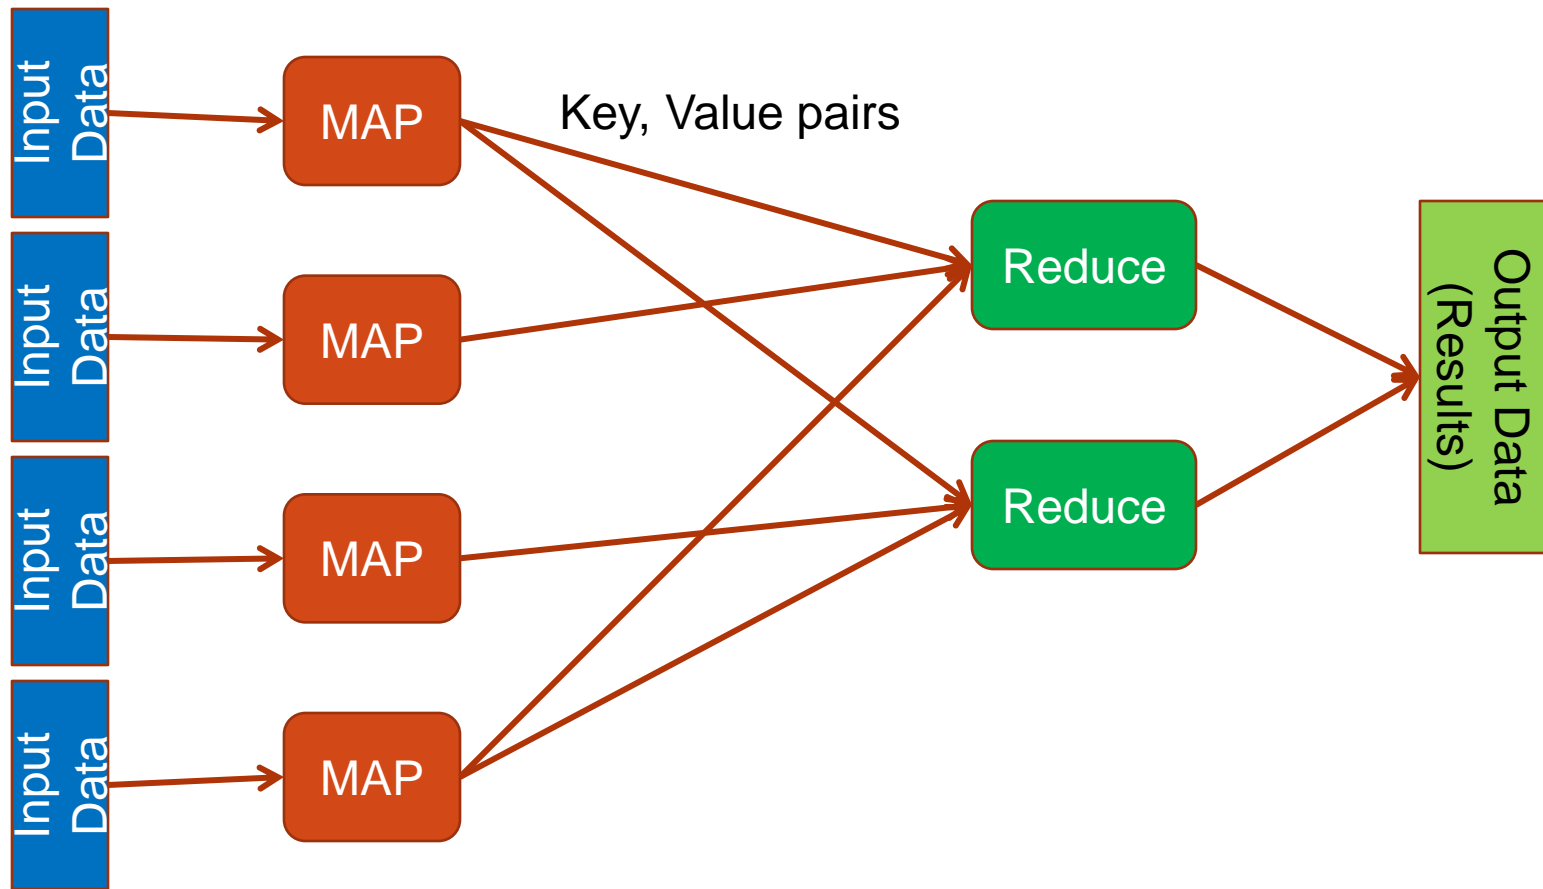 Input
Data
MAP
Key, Value pairs
Input
Data
MAP
Reduce
Input
Data
MAP
Reduce
Input
Data
MAP
Output Data
(Results)